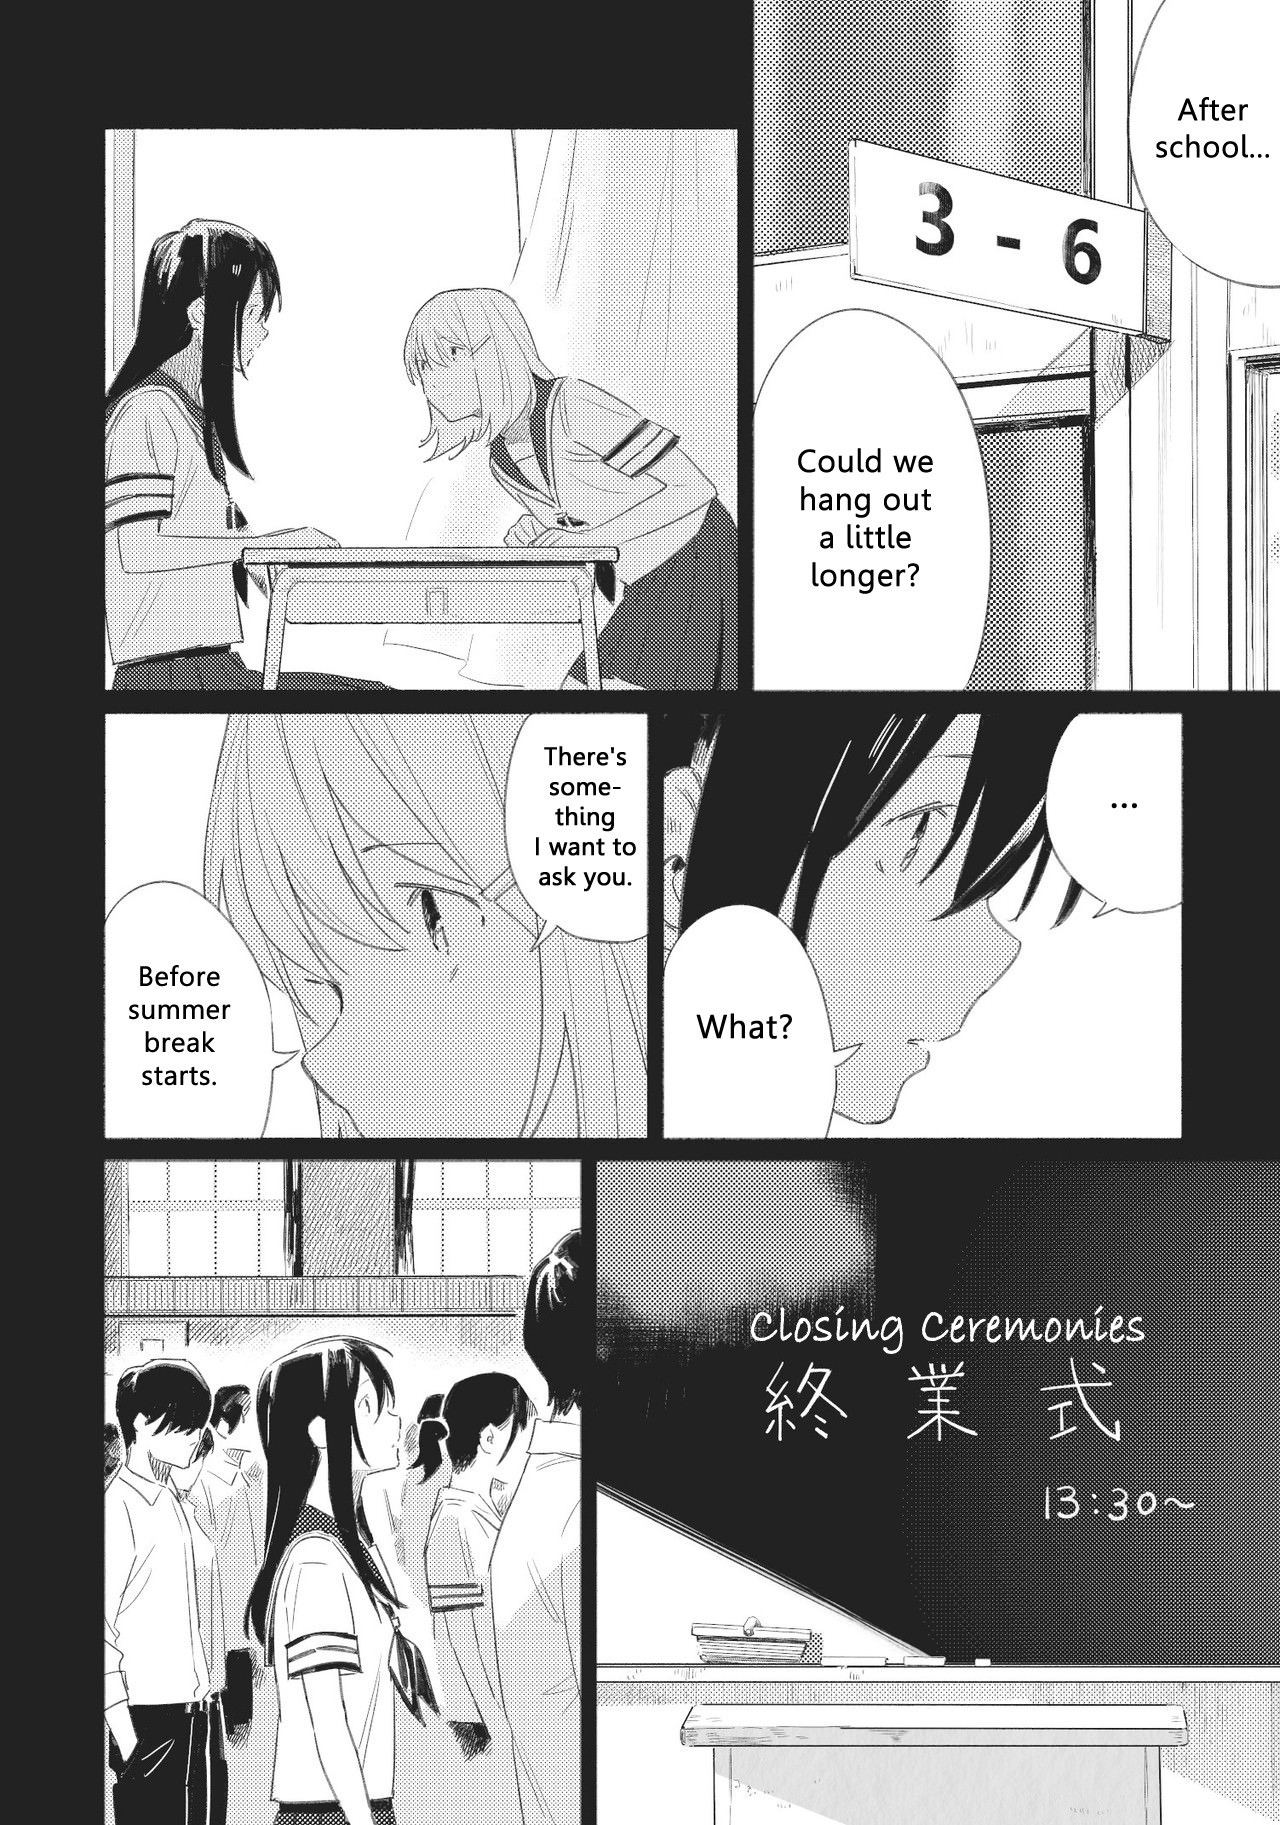 After
school...
3 - 6
Could we
hang out
a little
longer?
...
What?
There's
some-
thing
I want to
ask you.
Before
summer
break
starts.
Closing Ceremonies
終業式
13:30~